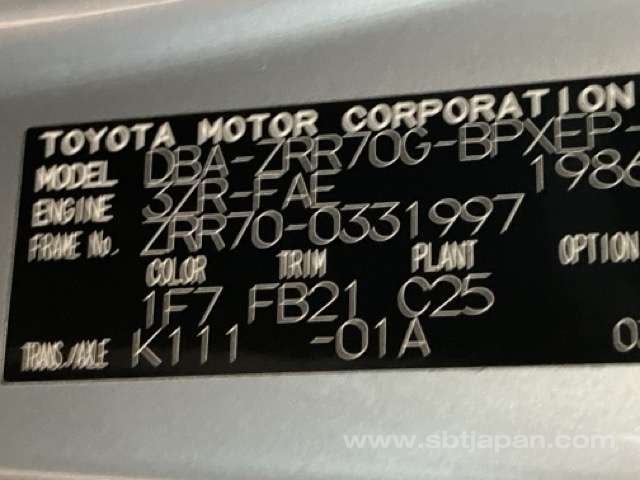 TOYOTA MOTOR CORPORATION
MODEL DBA-ZRR70G-BPXEP-
ENGINE 3ZR-FAE 1986
FRAME No. ZRR70-0331997
COLOR TRIM PLANT OPTION
1F7 FB21 C25
TRANS./AXLE K111 -01A
www.sbtjapan.com